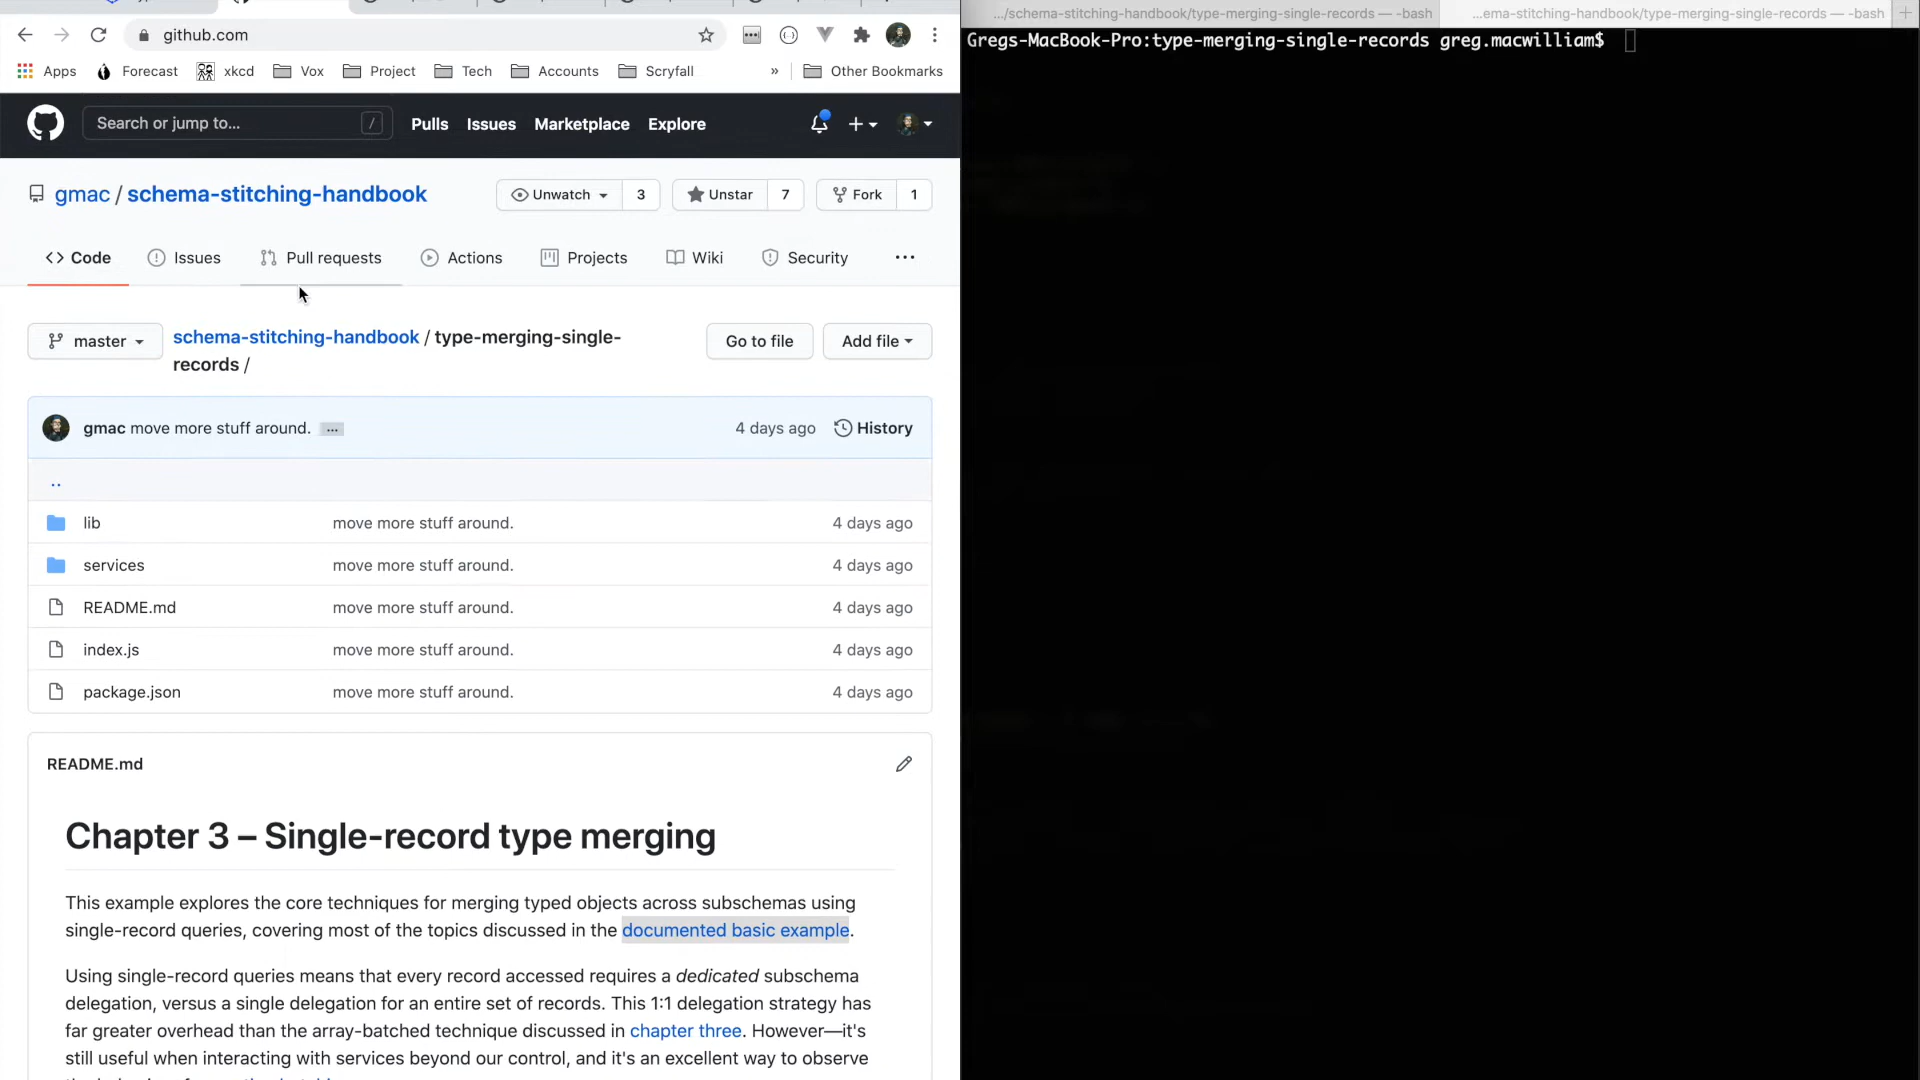 github.com
Apps Forecast xkcd Vox Project Tech Accounts Scryfall » Other Bookmarks
Search or jump to... / Pulls Issues Marketplace Explore
gmac / schema-stitching-handbook Unwatch 3 Unstar 7 Fork 1
Code Issues Pull requests Actions Projects Wiki Security ...
master schema-stitching-handbook / type-merging-single-
records / Go to file Add file
gmac move more stuff around. ... 4 days ago History
..
lib move more stuff around. 4 days ago
services move more stuff around. 4 days ago
README.md move more stuff around. 4 days ago
index.js move more stuff around. 4 days ago
package.json move more stuff around. 4 days ago
README.md
Chapter 3 – Single-record type merging
This example explores the core techniques for merging typed objects across subschemas using
single-record queries, covering most of the topics discussed in the documented basic example.
Using single-record queries means that every record accessed requires a dedicated subschema
delegation, versus a single delegation for an entire set of records. This 1:1 delegation strategy has
far greater overhead than the array-batched technique discussed in chapter three. However—it's
still useful when interacting with services beyond our control, and it's an excellent way to observe
.../schema-stitching-handbook/type-merging-single-records — -bash
...ema-stitching-handbook/type-merging-single-records — -bash +
Gregs-MacBook-Pro:type-merging-single-records greg.macwilliam$